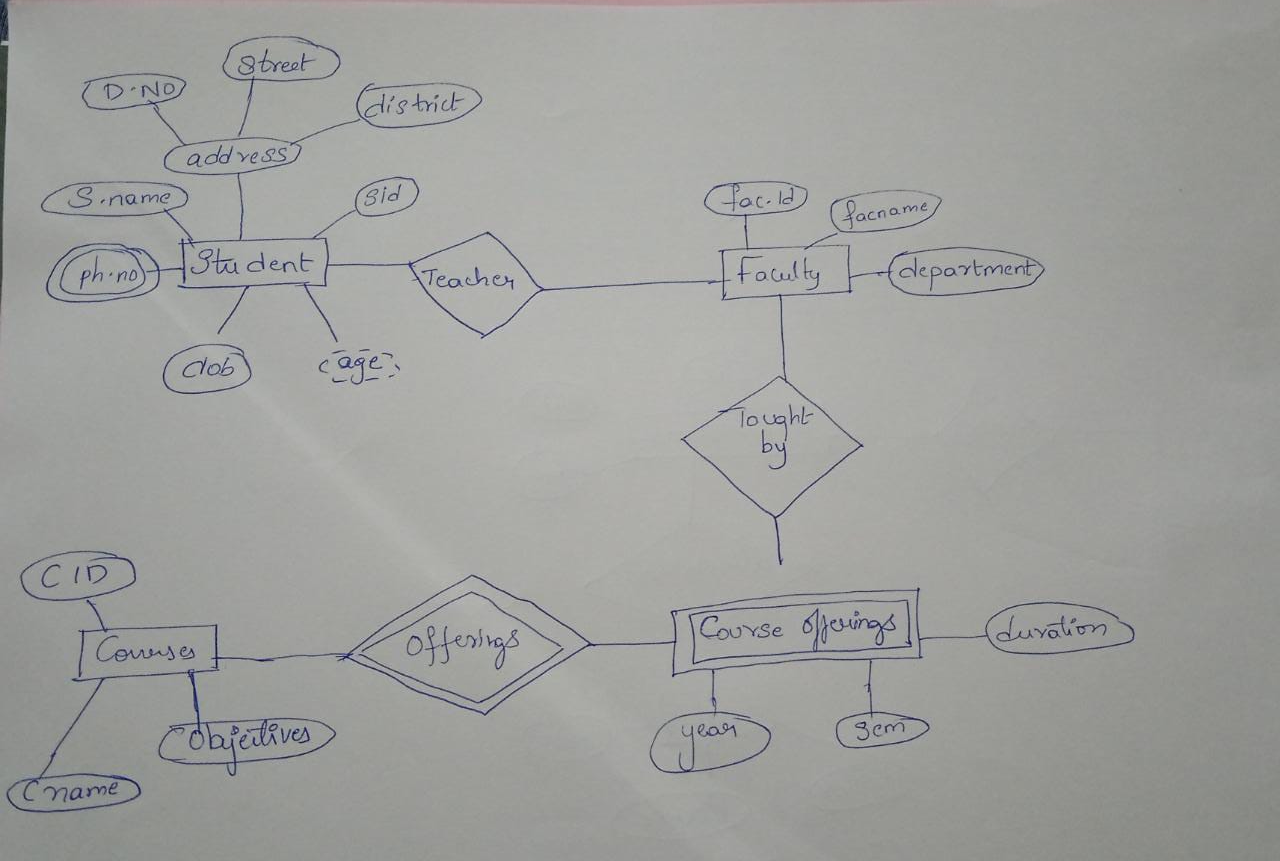 Street
D.NO
district
address
S.name
Sid
fac.Id
facname
ph.no
Student
Teacher
Faculty
department
dob
age
Tought
by
CID
Courses
Offerings
Course Offerings
duration
Objectives
year
Sem
Cname